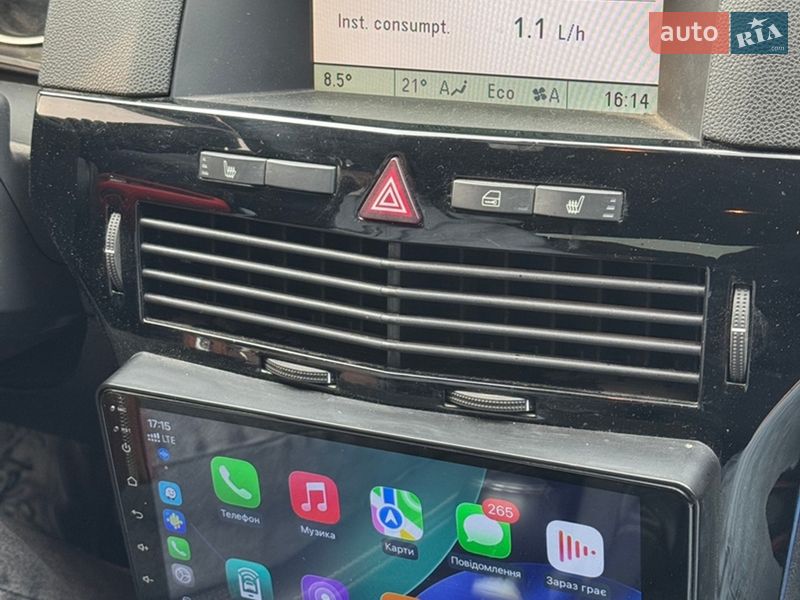 Inst. consumpt. 1.1 L/h
auto RIA .com
8.5° 21° A Eco A 16:14
17:15
LTE
Телефон
Музика
Карти
265
Повідомлення
Зараз грає